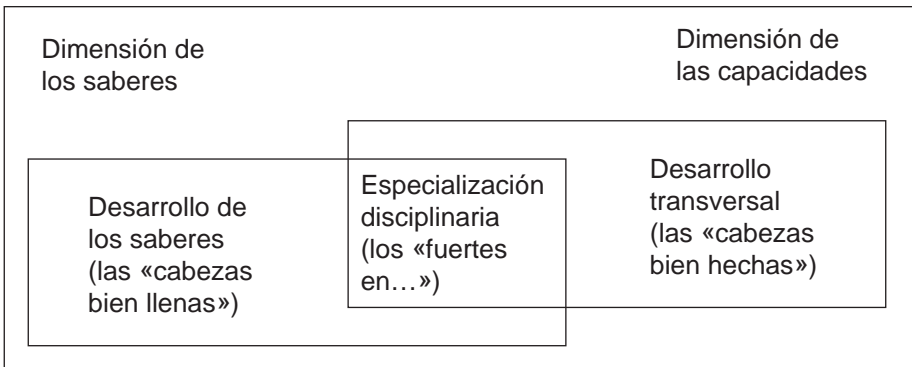 Dimensión de
los saberes
Dimensión de
las capacidades
Desarrollo de
los saberes
(las «cabezas
bien llenas»)
Especialización
disciplinaria
(los «fuertes
en…»)
Desarrollo
transversal
(las «cabezas
bien hechas»)